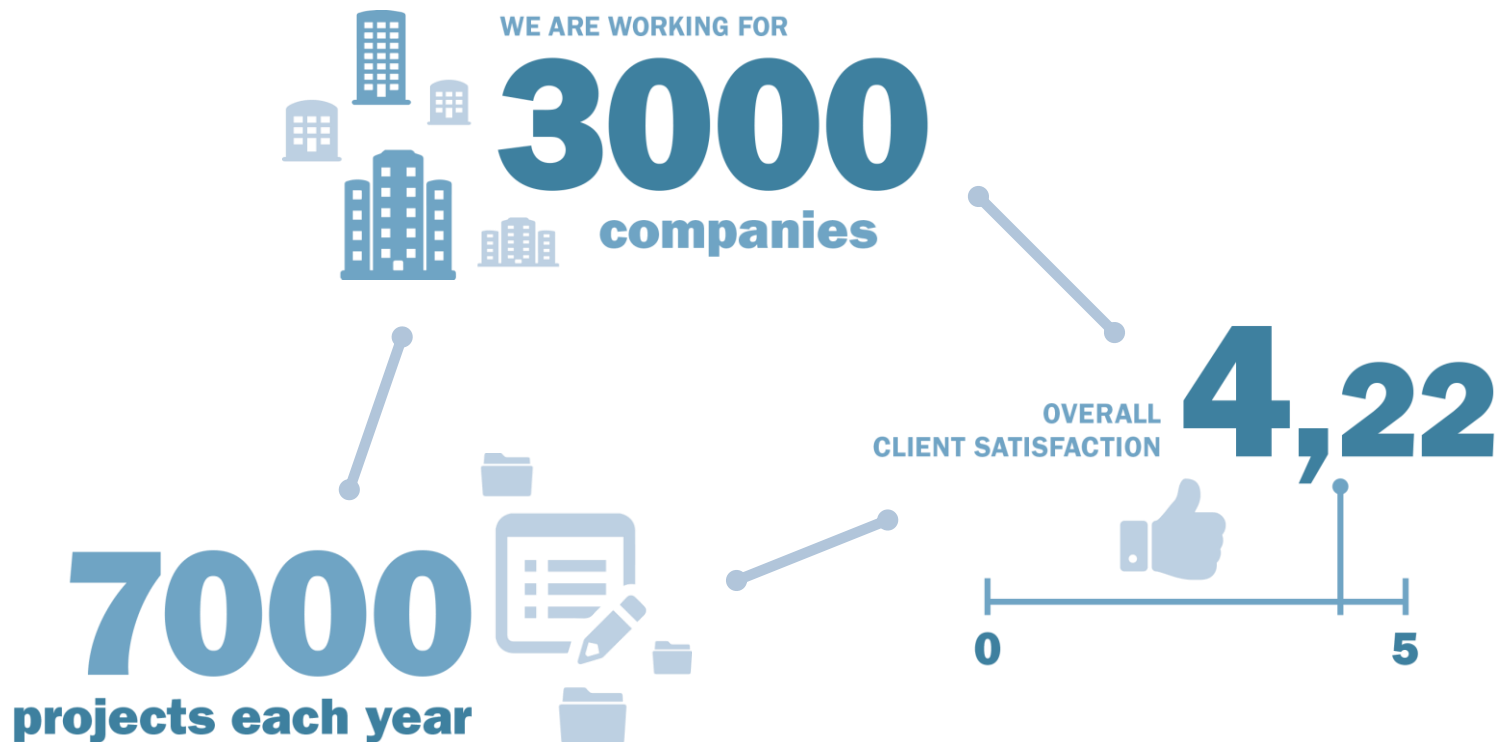 WE ARE WORKING FOR
3000
companies
OVERALL
CLIENT SATISFACTION
4,22
0
5
7000
projects each year